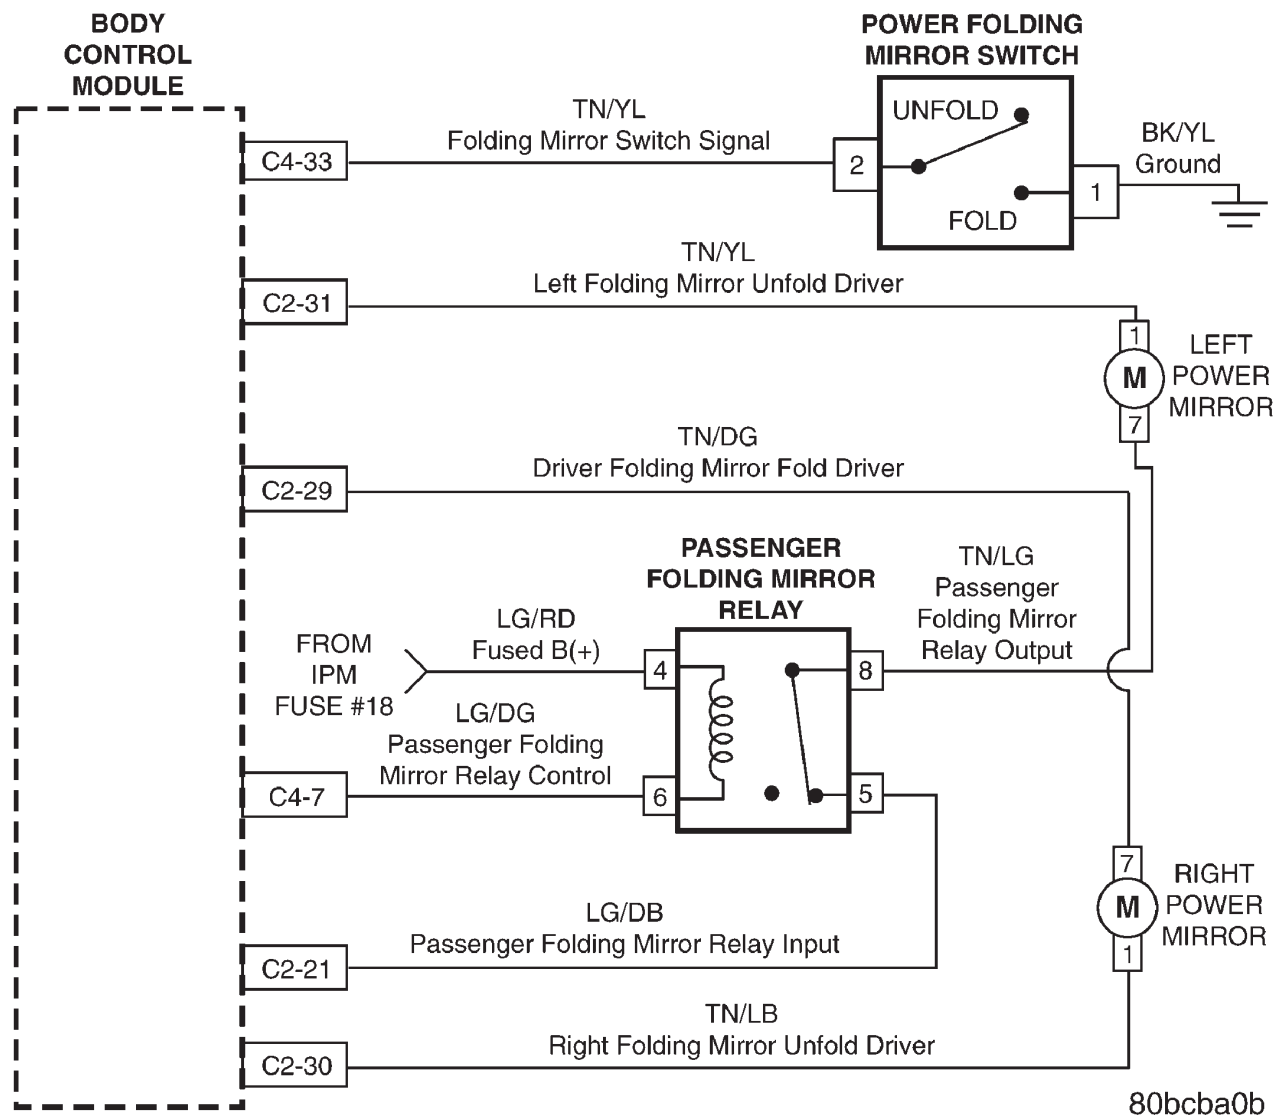 BODY
CONTROL
MODULE
POWER FOLDING
MIRROR SWITCH
C4-33
TN/YL
Folding Mirror Switch Signal
2
UNFOLD
FOLD
1
BK/YL
Ground
C2-31
TN/YL
Left Folding Mirror Unfold Driver
1
M
7
LEFT
POWER
MIRROR
C2-29
TN/DG
Driver Folding Mirror Fold Driver
PASSENGER
FOLDING MIRROR
RELAY
TN/LG
Passenger
Folding Mirror
Relay Output
FROM
IPM
FUSE #18
LG/RD
Fused B(+)
4
8
C4-7
LG/DG
Passenger Folding
Mirror Relay Control
6
5
7
M
1
RIGHT
POWER
MIRROR
C2-21
LG/DB
Passenger Folding Mirror Relay Input
C2-30
TN/LB
Right Folding Mirror Unfold Driver
80bcba0b